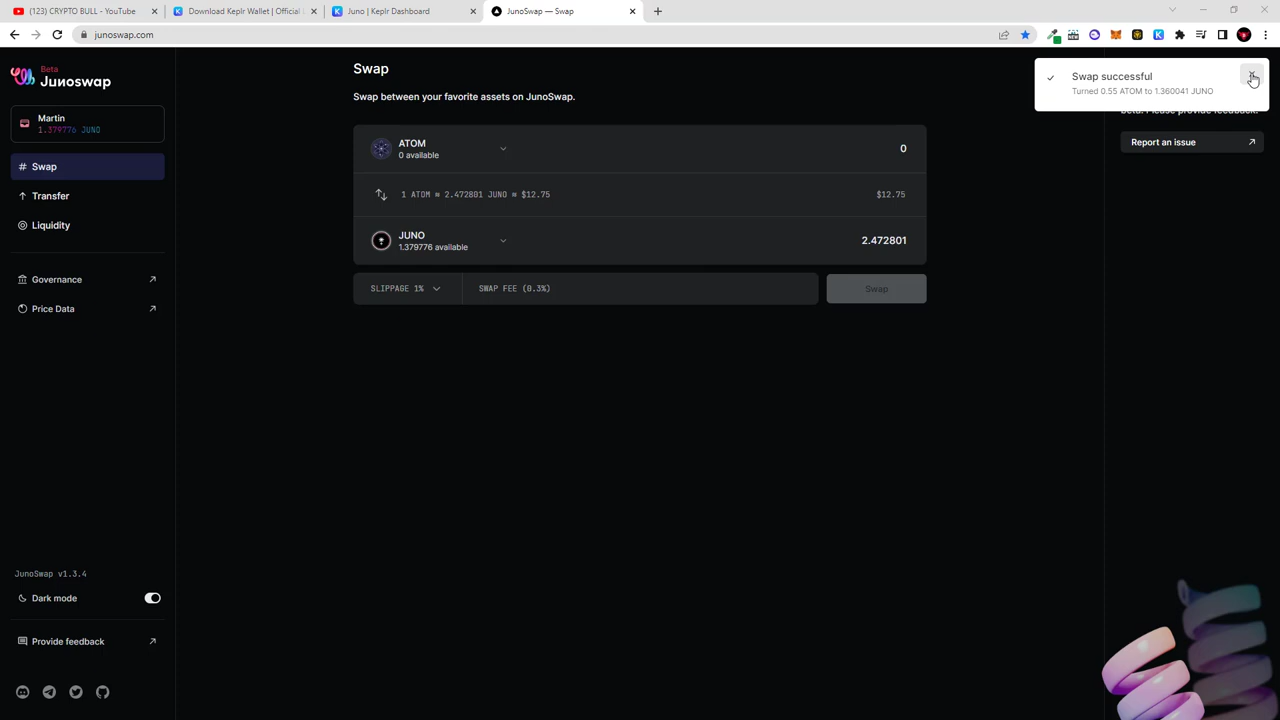 (123) CRYPTO BULL - YouTube
Download Keplr Wallet | Official
Juno | Keplr Dashboard
JunoSwap — Swap
junoswap.com
Beta
Junoswap
Martin
1.379776 JUNO
Swap
Transfer
Liquidity
Governance
Price Data
JunoSwap v1.3.4
Dark mode
Provide feedback
Swap
Swap between your favorite assets on JunoSwap.
ATOM
0 available
0
1 ATOM ≈ 2.472801 JUNO ≈ $12.75
$12.75
JUNO
1.379776 available
2.472801
SLIPPAGE 1%
SWAP FEE (0.3%)
Swap
Swap successful
Turned 0.55 ATOM to 1.360041 JUNO
beta. Please provide feedback.
Report an issue